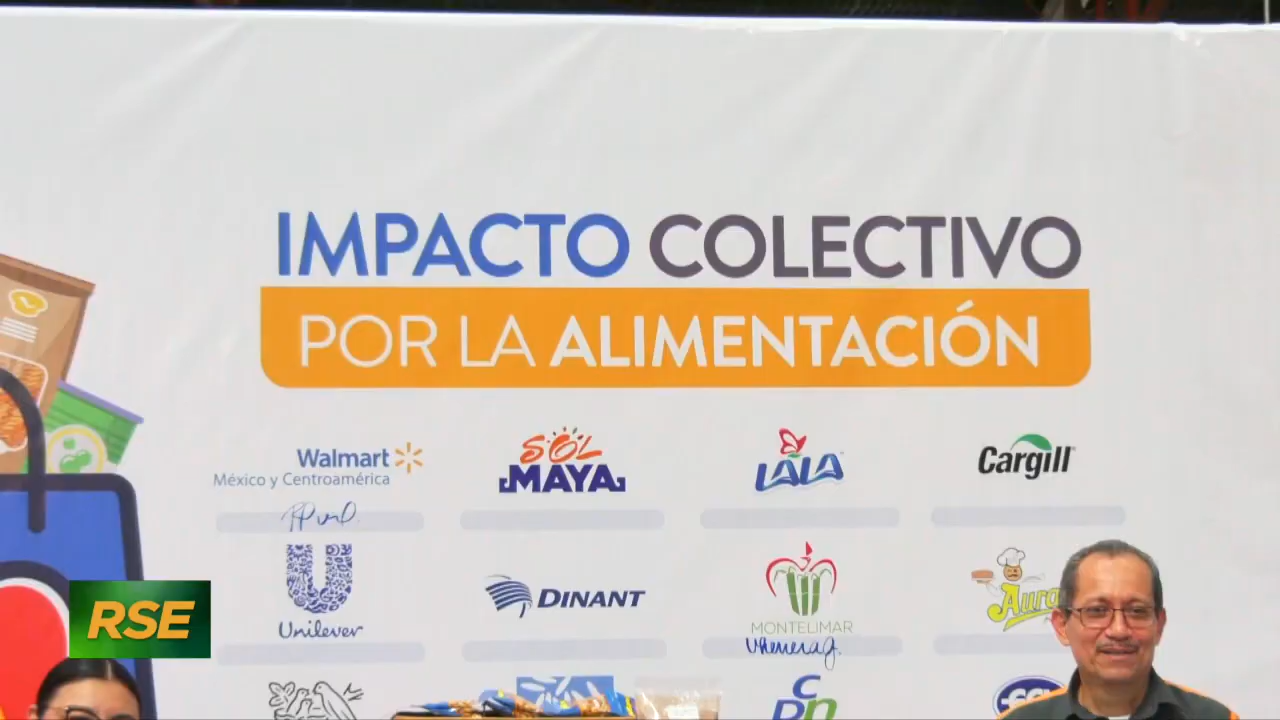 IMPACTO COLECTIVO
POR LA ALIMENTACIÓN
Walmart
México y Centroamérica
SOL
MAYA
LALA
Cargill
Unilever
DINANT
MONTELIMAR
Aura
RSE